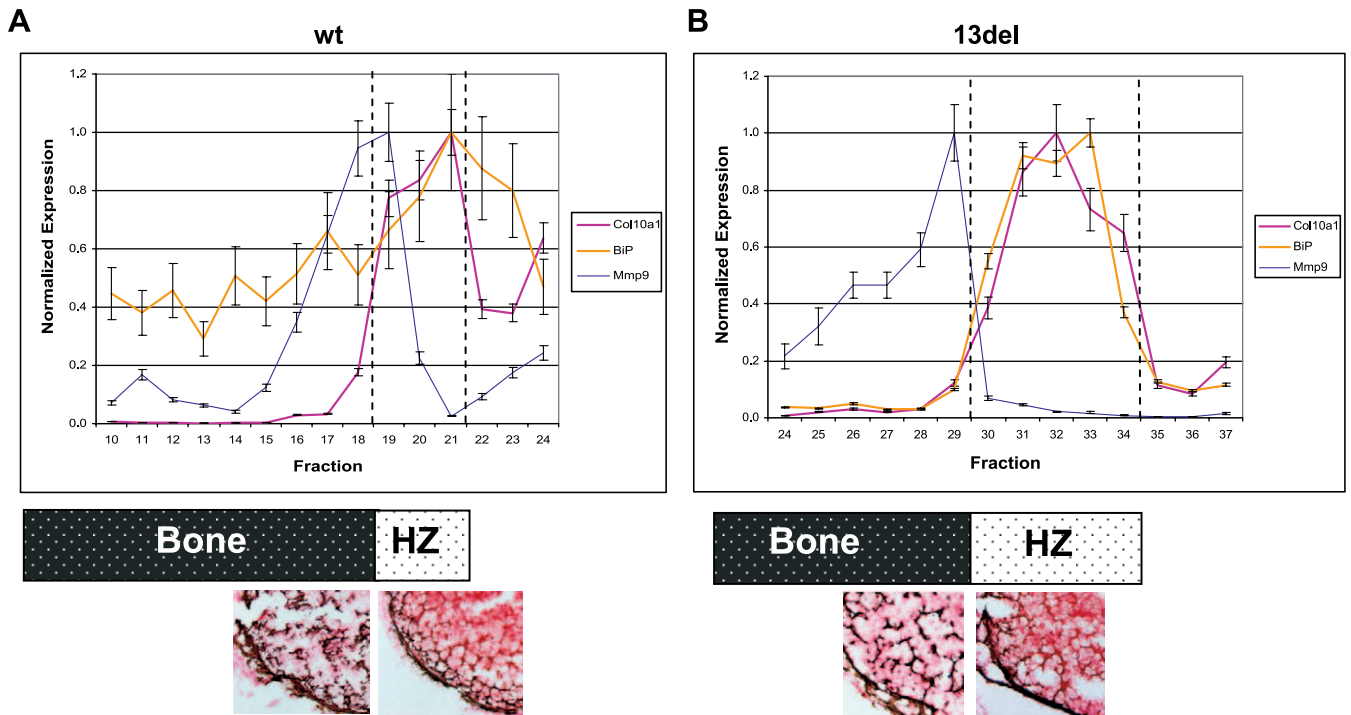 A
wt
1.2
1.0
0.8
0.6
0.4
0.2
0.0
Normalized Expression
10 11 12 13 14 15 16 17 18 19 20 21 22 23 24
Fraction
Col10a1
BiP
Mmp9
Bone
HZ
B
13del
1.2
1.0
0.8
0.6
0.4
0.2
0.0
Normalized Expression
24 25 26 27 28 29 30 31 32 33 34 35 36 37
Fraction
Col10a1
BiP
Mmp9
Bone
HZ